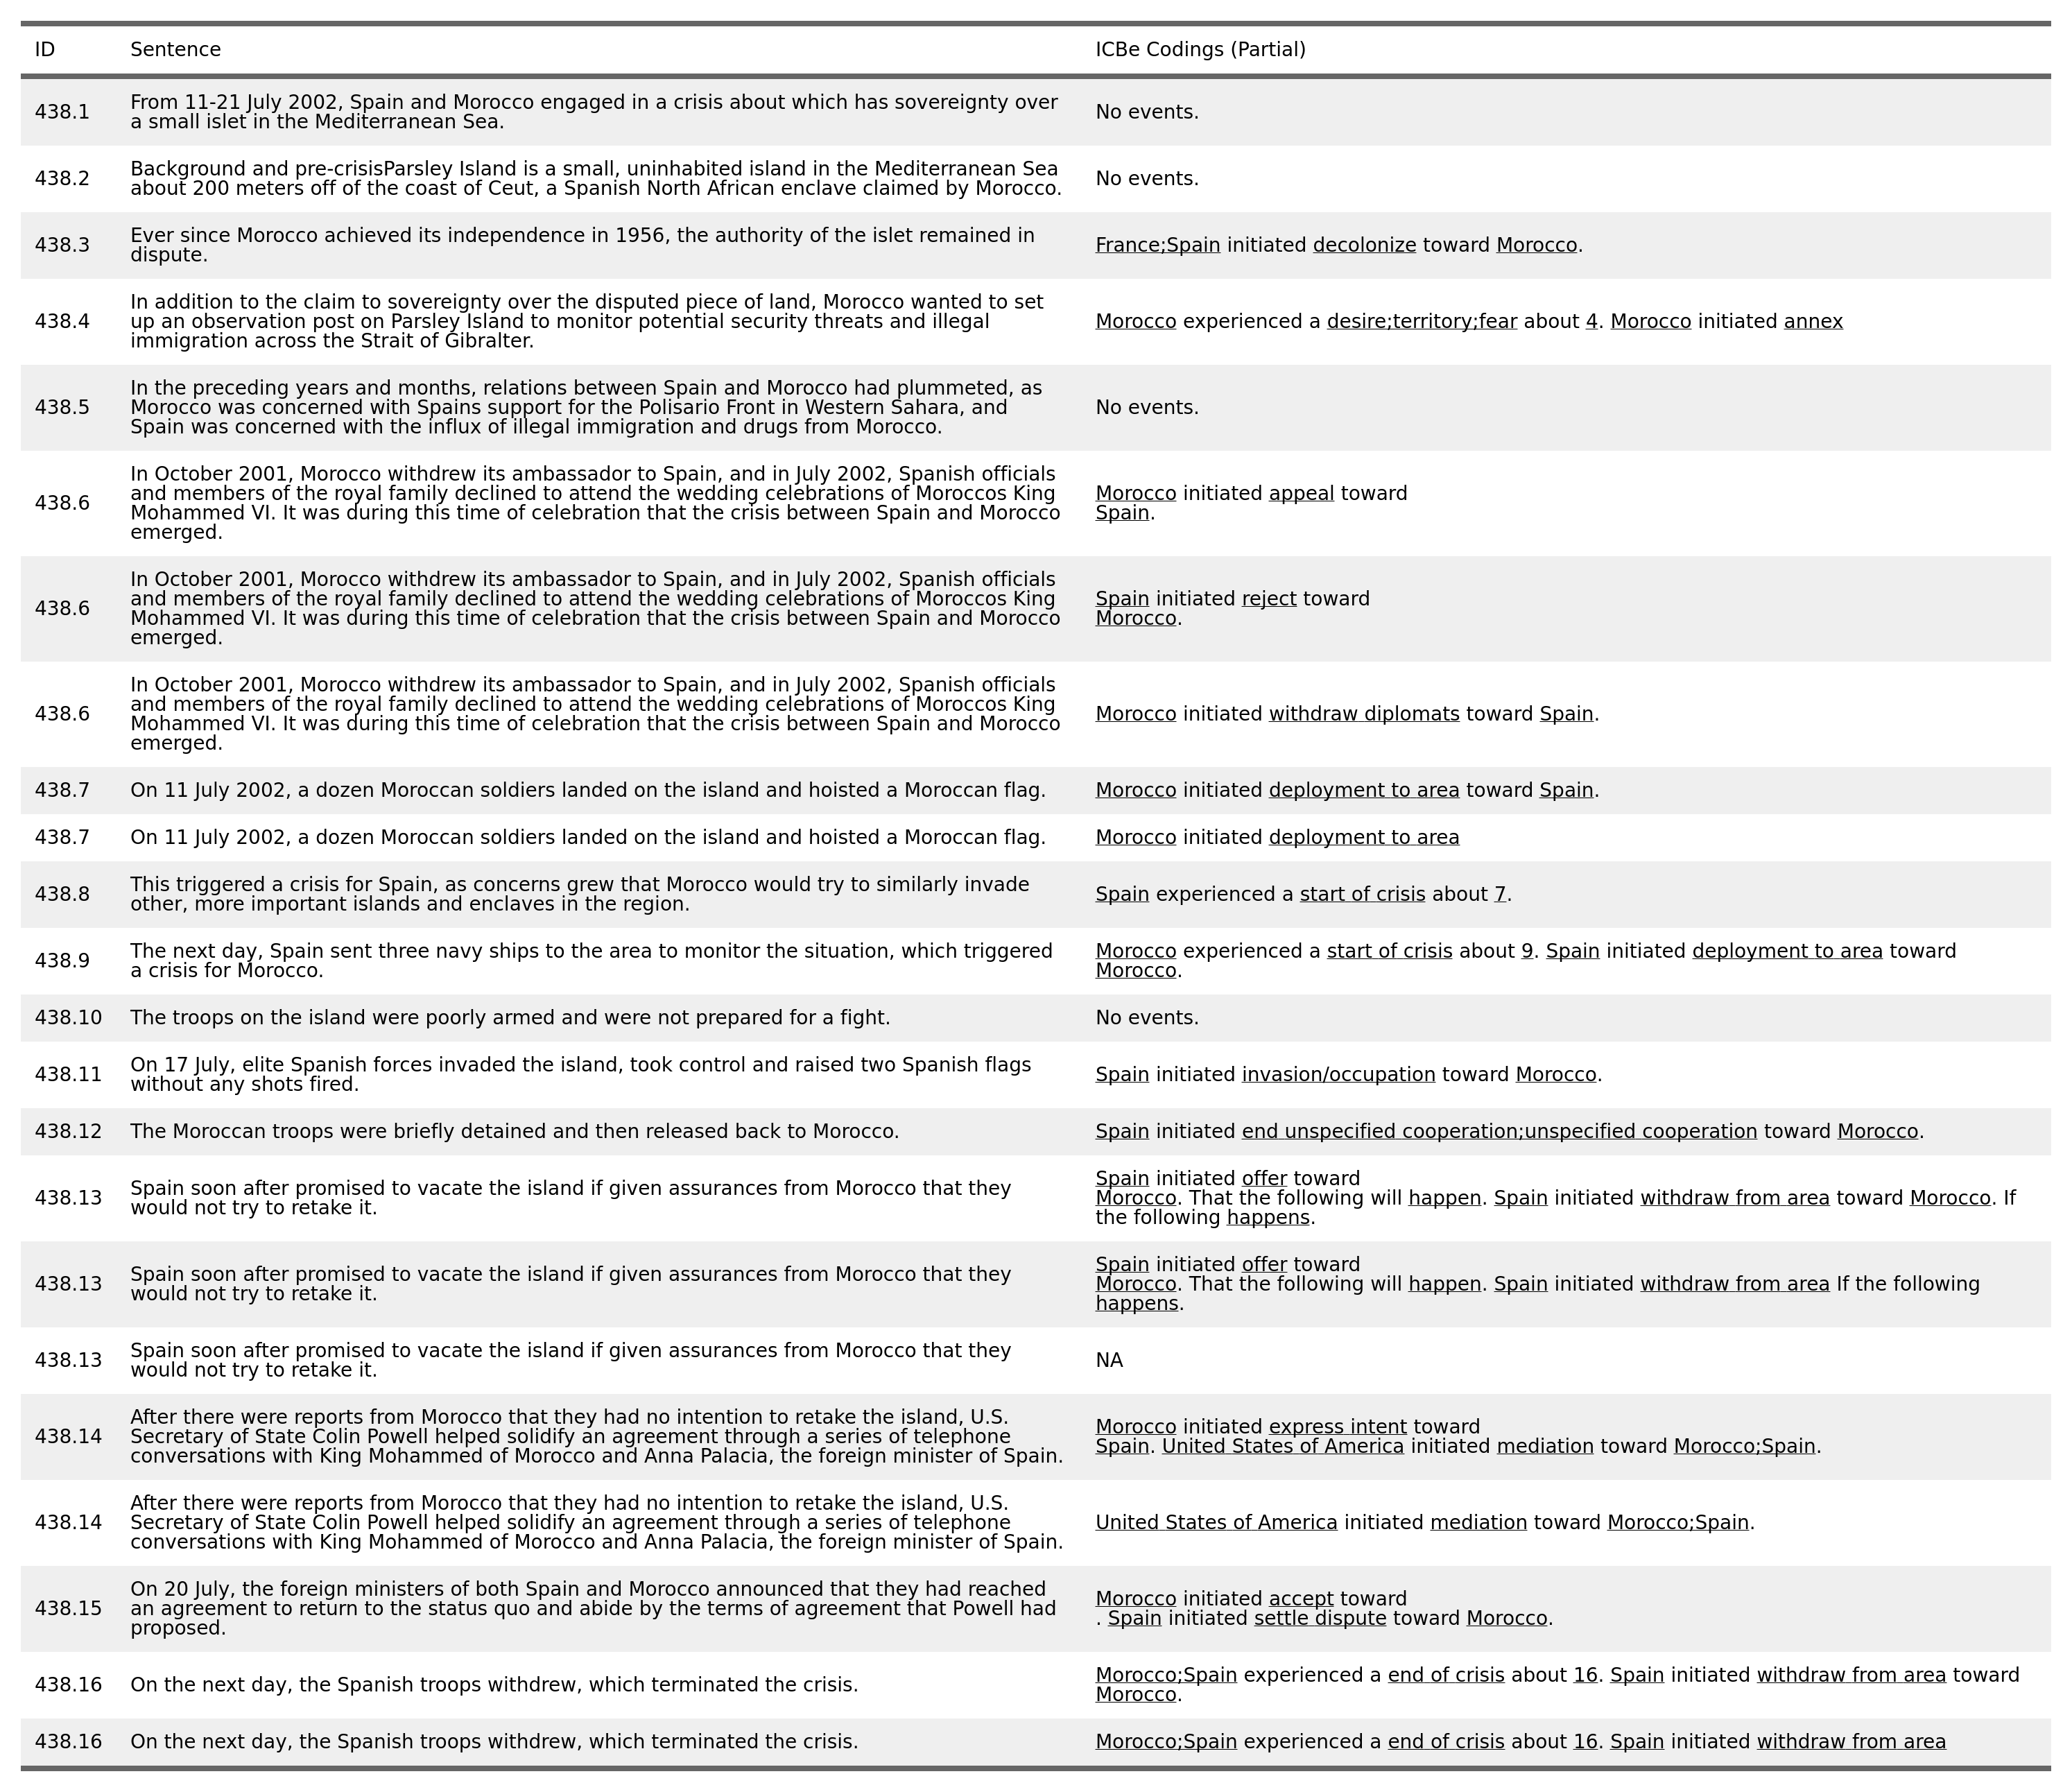 ID Sentence ICBe Codings (Partial)
438.1 From 11-21 July 2002, Spain and Morocco engaged in a crisis about which has sovereignty over
a small islet in the Mediterranean Sea.
No events.
438.2 Background and pre-crisisParsley Island is a small, uninhabited island in the Mediterranean Sea
about 200 meters off of the coast of Ceut, a Spanish North African enclave claimed by Morocco.
No events.
438.3 Ever since Morocco achieved its independence in 1956, the authority of the islet remained in
dispute.
France;Spain initiated decolonize toward Morocco.
438.4 In addition to the claim to sovereignty over the disputed piece of land, Morocco wanted to set
up an observation post on Parsley Island to monitor potential security threats and illegal
immigration across the Strait of Gibralter.
Morocco experienced a desire;territory;fear about 4. Morocco initiated annex
438.5 In the preceding years and months, relations between Spain and Morocco had plummeted, as
Morocco was concerned with Spains support for the Polisario Front in Western Sahara, and
Spain was concerned with the influx of illegal immigration and drugs from Morocco.
No events.
438.6 In October 2001, Morocco withdrew its ambassador to Spain, and in July 2002, Spanish officials
and members of the royal family declined to attend the wedding celebrations of Moroccos King
Mohammed VI. It was during this time of celebration that the crisis between Spain and Morocco
emerged.
Morocco initiated appeal toward
Spain.
438.6 In October 2001, Morocco withdrew its ambassador to Spain, and in July 2002, Spanish officials
and members of the royal family declined to attend the wedding celebrations of Moroccos King
Mohammed VI. It was during this time of celebration that the crisis between Spain and Morocco
emerged.
Spain initiated reject toward
Morocco.
438.6 In October 2001, Morocco withdrew its ambassador to Spain, and in July 2002, Spanish officials
and members of the royal family declined to attend the wedding celebrations of Moroccos King
Mohammed VI. It was during this time of celebration that the crisis between Spain and Morocco
emerged.
Morocco initiated withdraw diplomats toward Spain.
438.7 On 11 July 2002, a dozen Moroccan soldiers landed on the island and hoisted a Moroccan flag.
Morocco initiated deployment to area toward Spain.
438.7 On 11 July 2002, a dozen Moroccan soldiers landed on the island and hoisted a Moroccan flag.
Morocco initiated deployment to area
438.8 This triggered a crisis for Spain, as concerns grew that Morocco would try to similarly invade
other, more important islands and enclaves in the region.
Spain experienced a start of crisis about 7.
438.9 The next day, Spain sent three navy ships to the area to monitor the situation, which triggered
a crisis for Morocco.
Morocco experienced a start of crisis about 9. Spain initiated deployment to area toward
Morocco.
438.10 The troops on the island were poorly armed and were not prepared for a fight.
No events.
438.11 On 17 July, elite Spanish forces invaded the island, took control and raised two Spanish flags
without any shots fired.
Spain initiated invasion/occupation toward Morocco.
438.12 The Moroccan troops were briefly detained and then released back to Morocco.
Spain initiated end unspecified cooperation;unspecified cooperation toward Morocco.
438.13 Spain soon after promised to vacate the island if given assurances from Morocco that they
would not try to retake it.
Spain initiated offer toward
Morocco. That the following will happen. Spain initiated withdraw from area toward Morocco. If
the following happens.
438.13 Spain soon after promised to vacate the island if given assurances from Morocco that they
would not try to retake it.
Spain initiated offer toward
Morocco. That the following will happen. Spain initiated withdraw from area If the following
happens.
438.13 Spain soon after promised to vacate the island if given assurances from Morocco that they
would not try to retake it.
NA
438.14 After there were reports from Morocco that they had no intention to retake the island, U.S.
Secretary of State Colin Powell helped solidify an agreement through a series of telephone
conversations with King Mohammed of Morocco and Anna Palacia, the foreign minister of Spain.
Morocco initiated express intent toward
Spain. United States of America initiated mediation toward Morocco;Spain.
438.14 After there were reports from Morocco that they had no intention to retake the island, U.S.
Secretary of State Colin Powell helped solidify an agreement through a series of telephone
conversations with King Mohammed of Morocco and Anna Palacia, the foreign minister of Spain.
United States of America initiated mediation toward Morocco;Spain.
438.15 On 20 July, the foreign ministers of both Spain and Morocco announced that they had reached
an agreement to return to the status quo and abide by the terms of agreement that Powell had
proposed.
Morocco initiated accept toward
. Spain initiated settle dispute toward Morocco.
438.16 On the next day, the Spanish troops withdrew, which terminated the crisis.
Morocco;Spain experienced a end of crisis about 16. Spain initiated withdraw from area toward
Morocco.
438.16 On the next day, the Spanish troops withdrew, which terminated the crisis.
Morocco;Spain experienced a end of crisis about 16. Spain initiated withdraw from area